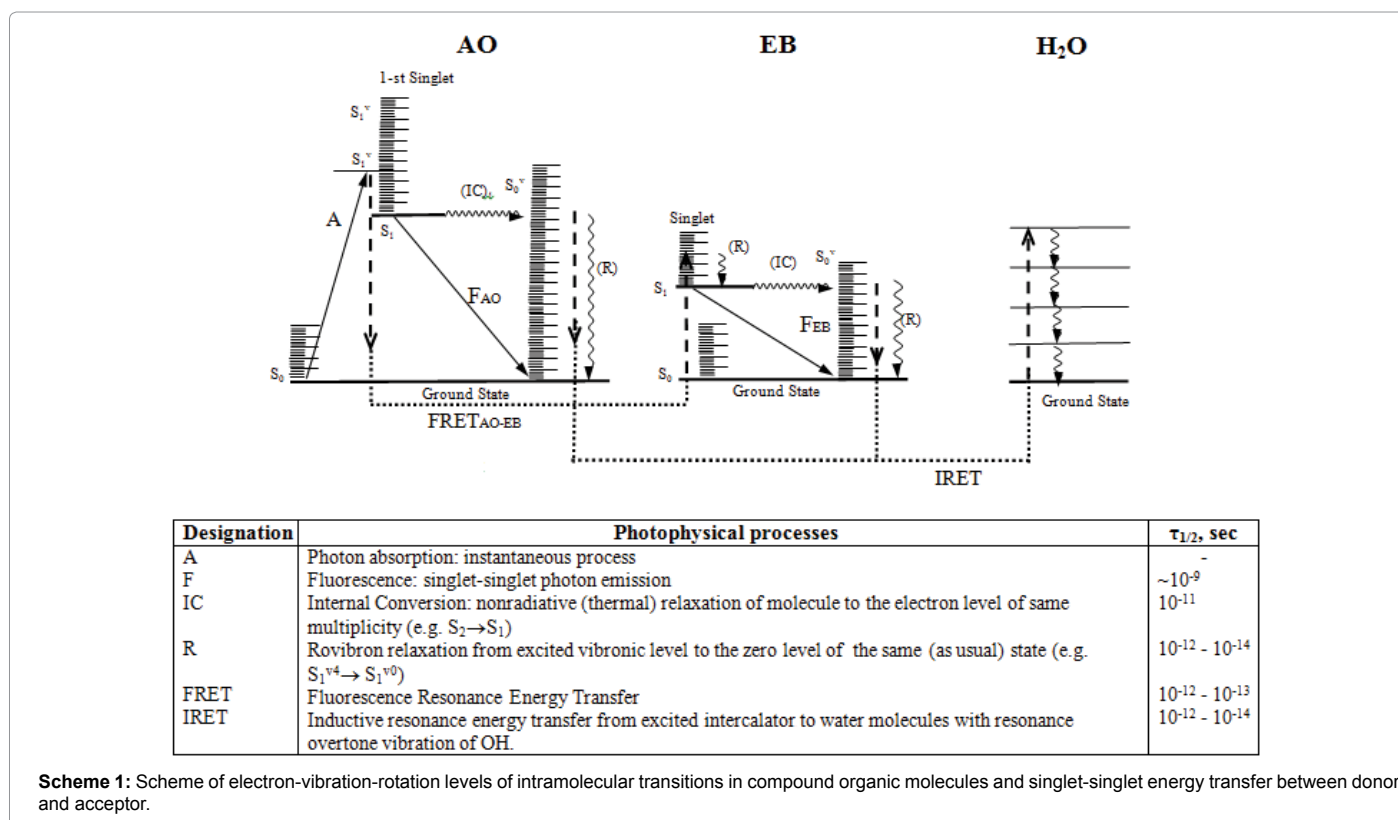 AO
EB
H₂O
1-st Singlet
S₁ᵛ
S₁ᵛ
A
S₁
(IC)
S₀ᵛ
(R)
F_AO
S₀
Ground State
FRET_AO-EB
Singlet
(R)
(IC)
S₀ᵛ
S₁
F_EB
(R)
S₀
Ground State
Ground State
IRET
Designation Photophysical processes τ₁/₂, sec
A Photon absorption: instantaneous process -
F Fluorescence: singlet-singlet photon emission ~10⁻⁹
IC Internal Conversion: nonradiative (thermal) relaxation of molecule to the electron level of same 10⁻¹¹
multiplicity (e.g. S₂→S₁)
R Rovibron relaxation from excited vibronic level to the zero level of the same (as usual) state (e.g. 10⁻¹² - 10⁻¹⁴
S₁ᵛ⁴→ S₁ᵛ⁰)
FRET Fluorescence Resonance Energy Transfer 10⁻¹² - 10⁻¹³
IRET Inductive resonance energy transfer from excited intercalator to water molecules with resonance 10⁻¹² - 10⁻¹⁴
overtone vibration of OH.
Scheme 1: Scheme of electron-vibration-rotation levels of intramolecular transitions in compound organic molecules and singlet-singlet energy transfer between donor
and acceptor.